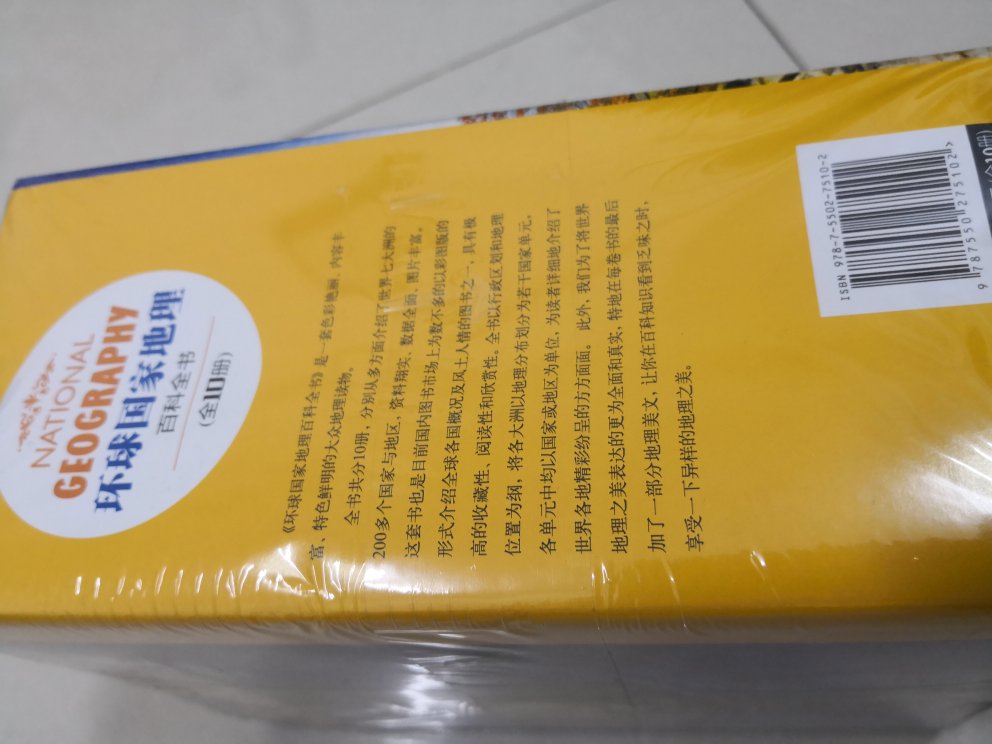 NATIONAL
GEOGRAPHY
环球国家地理
百科全书
(全10册)
《环球国家地理百科全书》是一套色彩艳丽、内容丰
富、特色鲜明的大众地理读物。
全书共分10册，分别从多方面介绍了世界七大洲的
200多个国家与地区，资料翔实、数据全面，图片丰富。
这套书也是目前国内图书市场上为数不多的以彩图版的
形式介绍全球各国概况及风土人情的图书之一，具有极
高的收藏性、阅读性和欣赏性。全书以行政区划和地理
位置为纲，将各大洲以地理分布划分为若干国家单元，
各单元中均以国家或地区为单位，为读者详细地介绍了
世界各地精彩纷呈的方方面面。此外，我们为了将世界
地理之美表达的更为全面和真实，特地在每卷书的最后
加了一部分地理美文，让你在百科知识看到乏味之时，
享受一下异样的地理之美。
ISBN 978-7-5502-7510-2
9 787550 275102 >
(全10册)